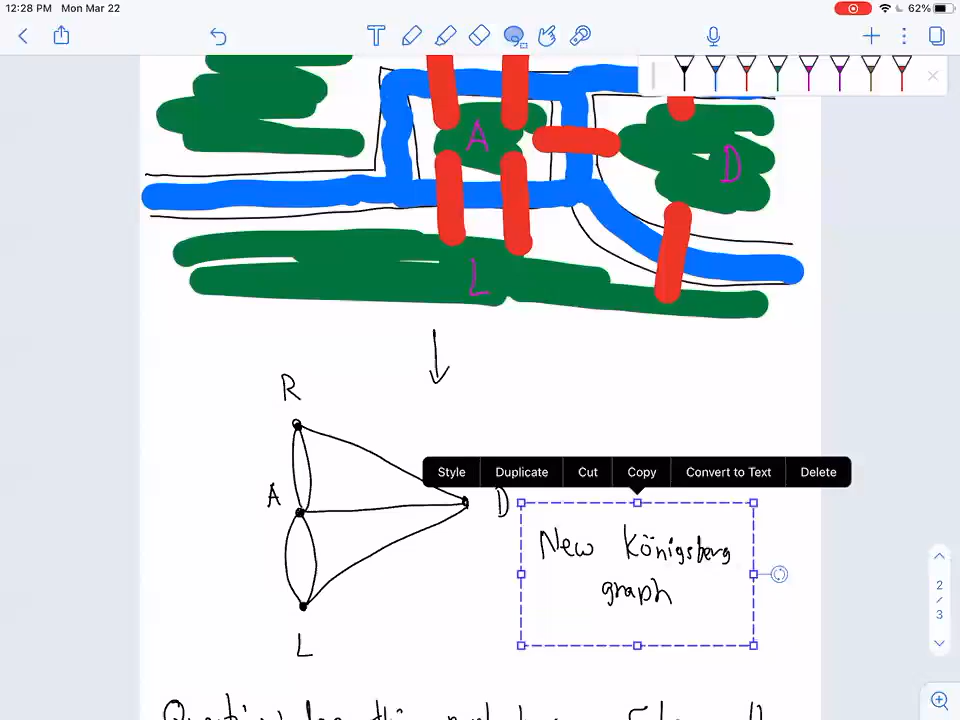 12:28 PM Mon Mar 22
62%
A
D
L
R
Style Duplicate Cut Copy Convert to Text Delete
A
D
New Königsberg
graph
L
2
/
3